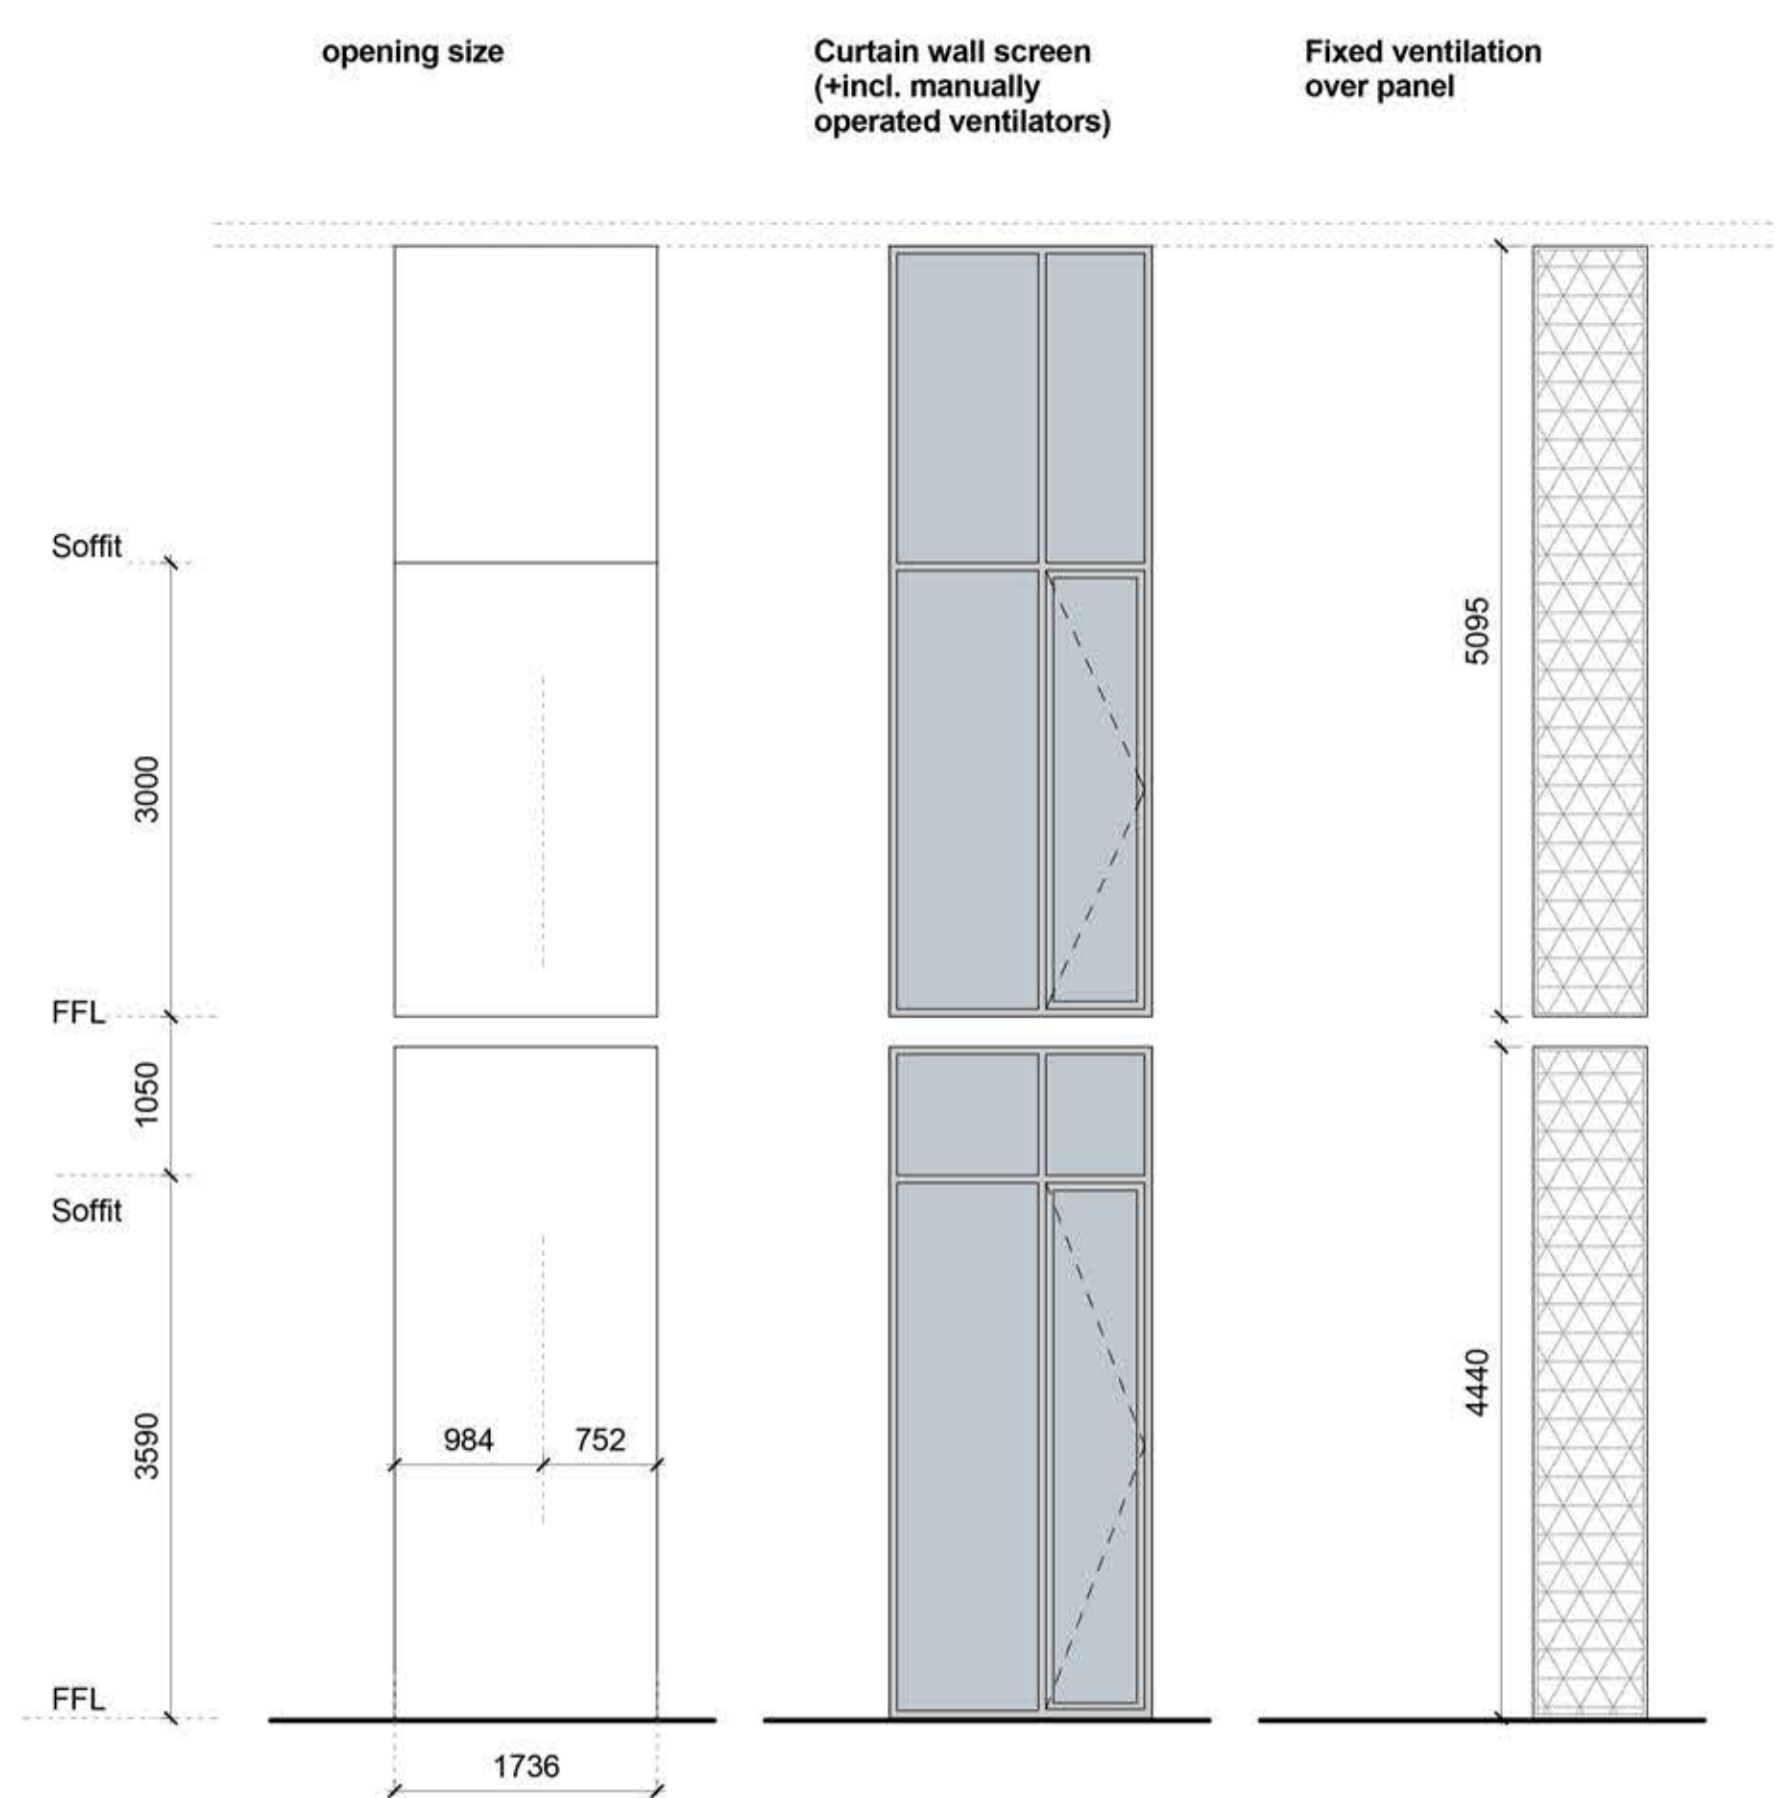 opening size
Curtain wall screen
(+incl. manually
operated ventilators)
Fixed ventilation
over panel
Soffit
3000
5095
FFL
1050
Soffit
3590
984
752
4440
FFL
1736